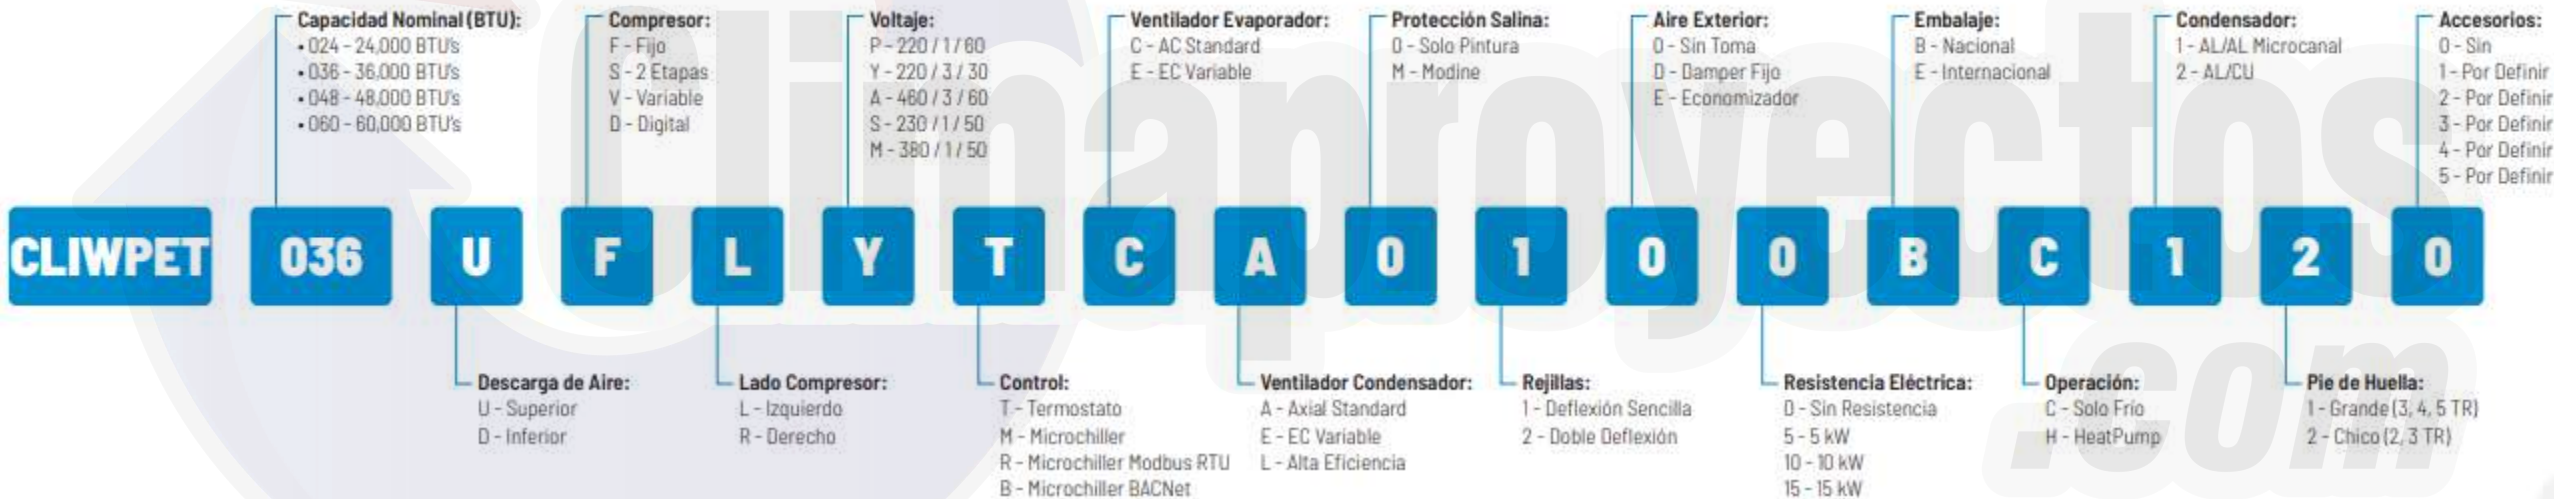 Capacidad Nominal (BTU):
• 024 - 24,000 BTU's
• 036 - 36,000 BTU's
• 048 - 48,000 BTU's
• 060 - 60,000 BTU's
Compresor:
F - Fijo
S - 2 Etapas
V - Variable
D - Digital
Voltaje:
P - 220 / 1 / 60
Y - 220 / 3 / 30
A - 460 / 3 / 60
S - 230 / 1 / 50
M - 380 / 1 / 50
Ventilador Evaporador:
C - AC Standard
E - EC Variable
Protección Salina:
0 - Solo Pintura
M - Modine
Aire Exterior:
0 - Sin Toma
D - Damper Fijo
E - Economizador
Embalaje:
B - Nacional
E - Internacional
Condensador:
1 - AL/AL Microcanal
2 - AL/CU
Accesorios:
0 - Sin
1 - Por Definir
2 - Por Definir
3 - Por Definir
4 - Por Definir
5 - Por Definir
CLIWPET 036 U F L Y T C A 0 1 0 0 B C 1 2 0
Descarga de Aire:
U - Superior
D - Inferior
Lado Compresor:
L - Izquierdo
R - Derecho
Control:
T - Termostato
M - Microchiller
R - Microchiller Modbus RTU
B - Microchiller BACNet
Ventilador Condensador:
A - Axial Standard
E - EC Variable
L - Alta Eficiencia
Rejillas:
1 - Deflexión Sencilla
2 - Doble Deflexión
Resistencia Eléctrica:
0 - Sin Resistencia
5 - 5 kW
10 - 10 kW
15 - 15 kW
Operación:
C - Solo Frío
H - HeatPump
Pie de Huella:
1 - Grande (3, 4, 5 TR)
2 - Chico (2, 3 TR)
Climaproyectos
.com